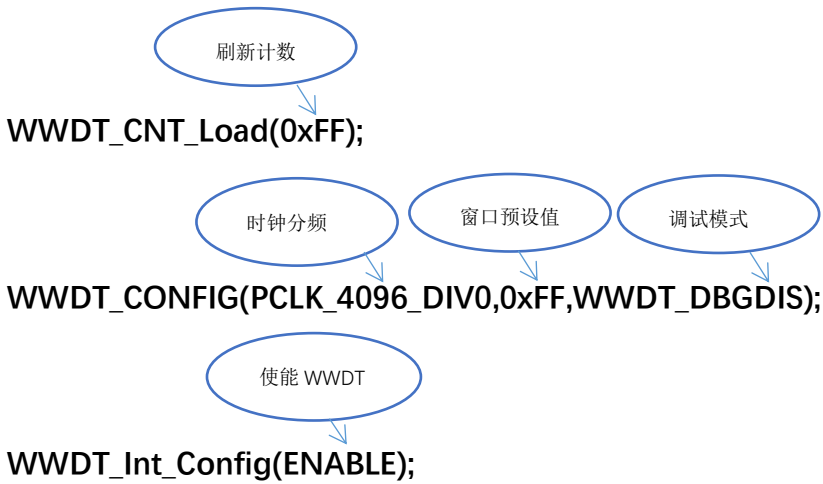 刷新计数
WWDT_CNT_Load(0xFF);
时钟分频
窗口预设值
调试模式
WWDT_CONFIG(PCLK_4096_DIV0,0xFF,WWDT_DBGDIS);
使能 WWDT
WWDT_Int_Config(ENABLE);